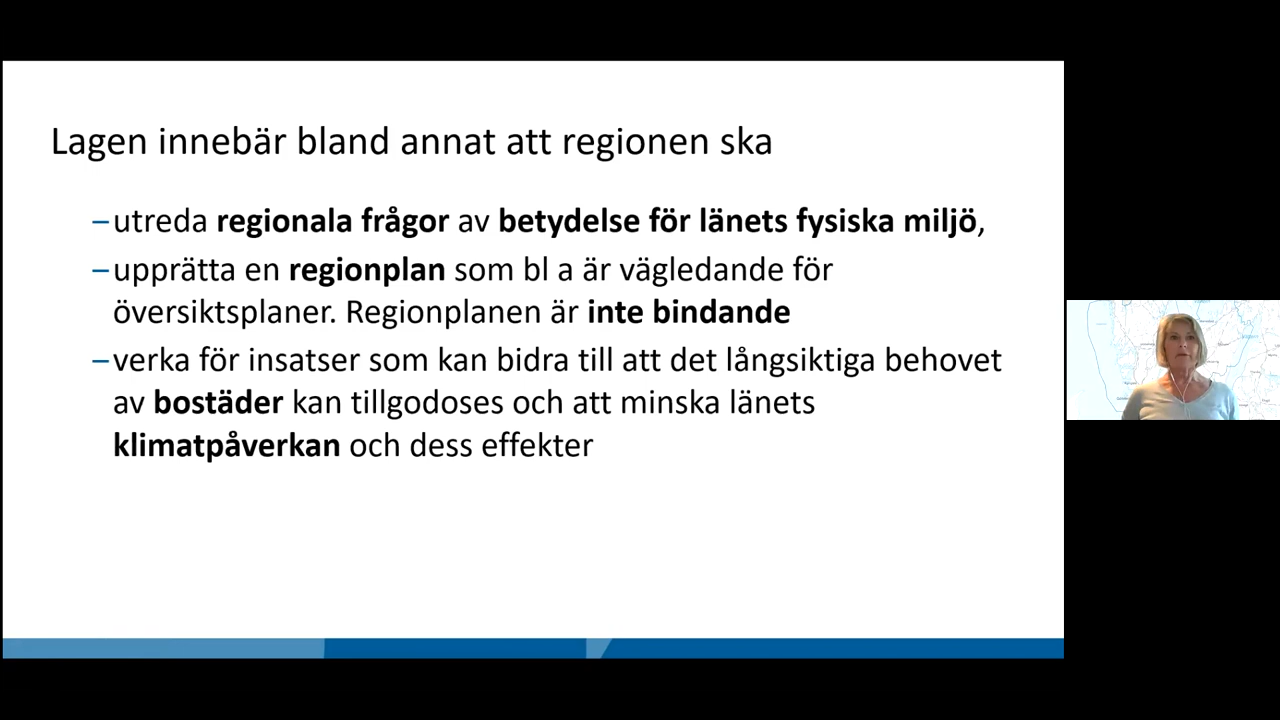 Lagen innebär bland annat att regionen ska
–utreda regionala frågor av betydelse för länets fysiska miljö,
–upprätta en regionplan som bl a är vägledande för
översiktsplaner. Regionplanen är inte bindande
–verka för insatser som kan bidra till att det långsiktiga behovet
av bostäder kan tillgodoses och att minska länets
klimatpåverkan och dess effekter